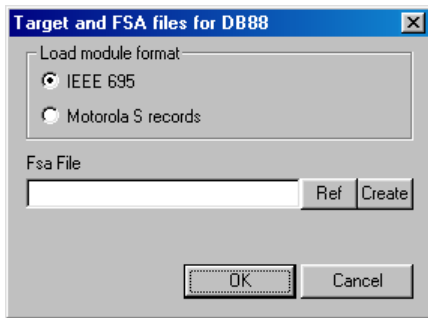 Target and FSA files for DB88
Load module format
IEEE 695
Motorola S records
Fsa File
Ref Create
OK Cancel